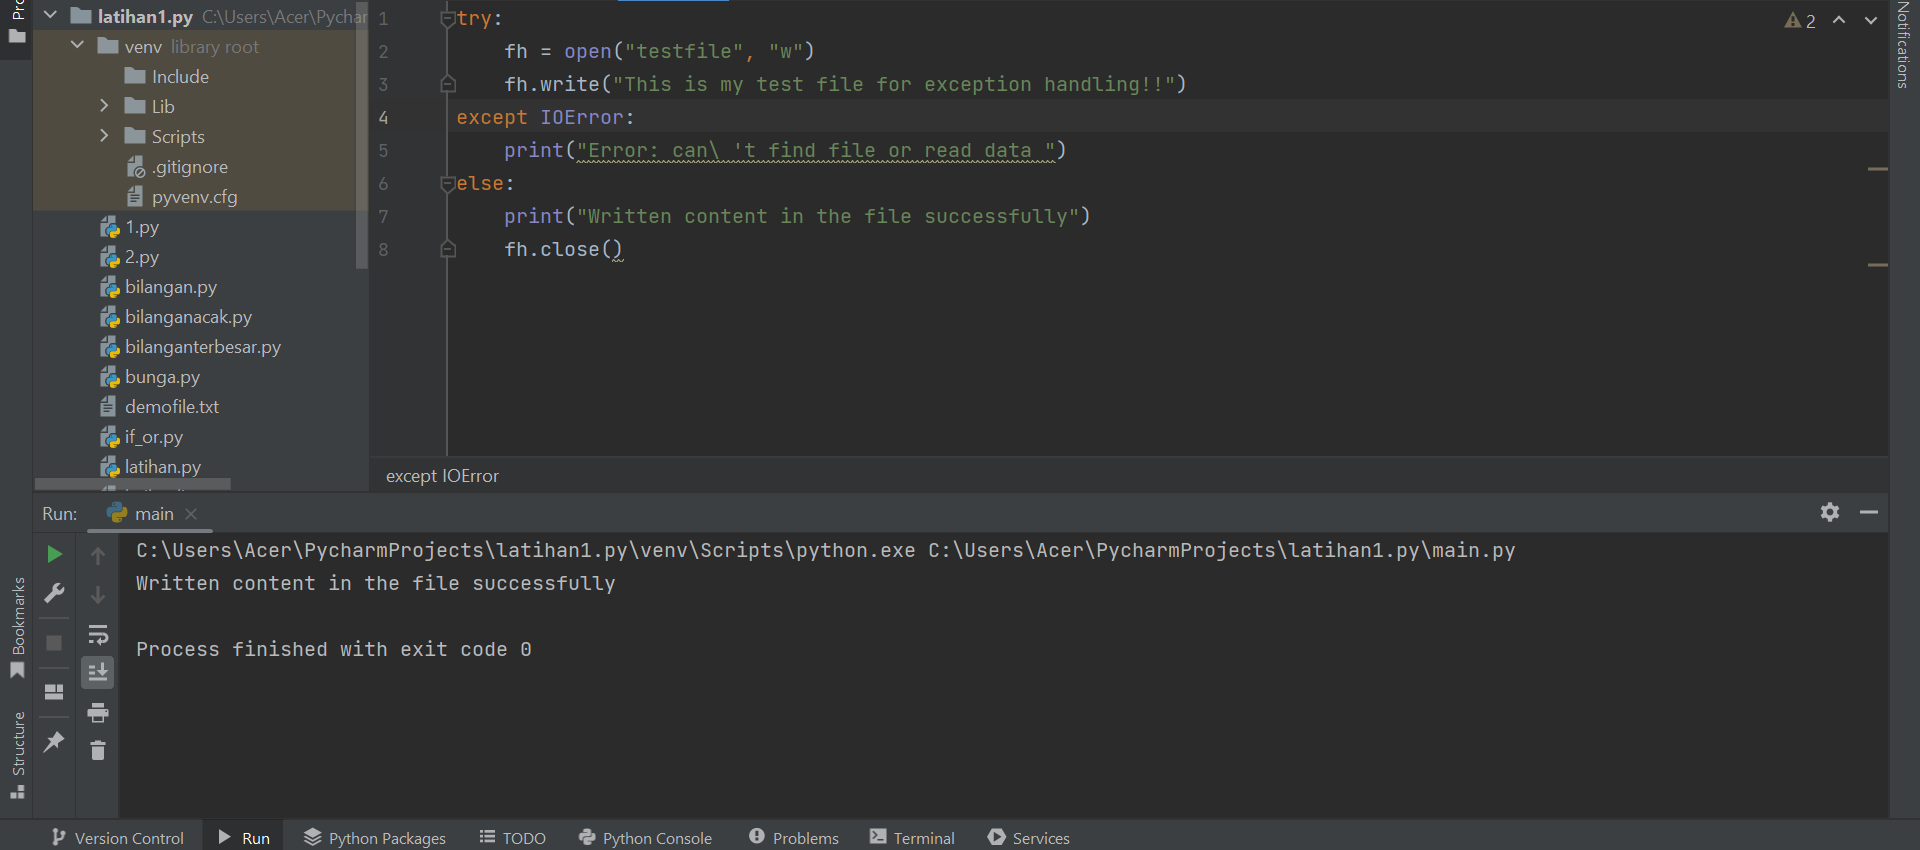 Pro
latihan1.py C:\Users\Acer\Pychar
venv library root
Include
Lib
Scripts
.gitignore
pyvenv.cfg
1.py
2.py
bilangan.py
bilanganacak.py
bilanganterbesar.py
bunga.py
demofile.txt
if_or.py
latihan.py
1 try:
2 fh = open("testfile", "w")
3 fh.write("This is my test file for exception handling!!")
4 except IOError:
5 print("Error: can\ 't find file or read data ")
6 else:
7 print("Written content in the file successfully")
8 fh.close()
2
Notifications
except IOError
Run: main
C:\Users\Acer\PycharmProjects\latihan1.py\venv\Scripts\python.exe C:\Users\Acer\PycharmProjects\latihan1.py\main.py
Written content in the file successfully
Process finished with exit code 0
Bookmarks
Structure
Version Control Run Python Packages TODO Python Console Problems Terminal Services